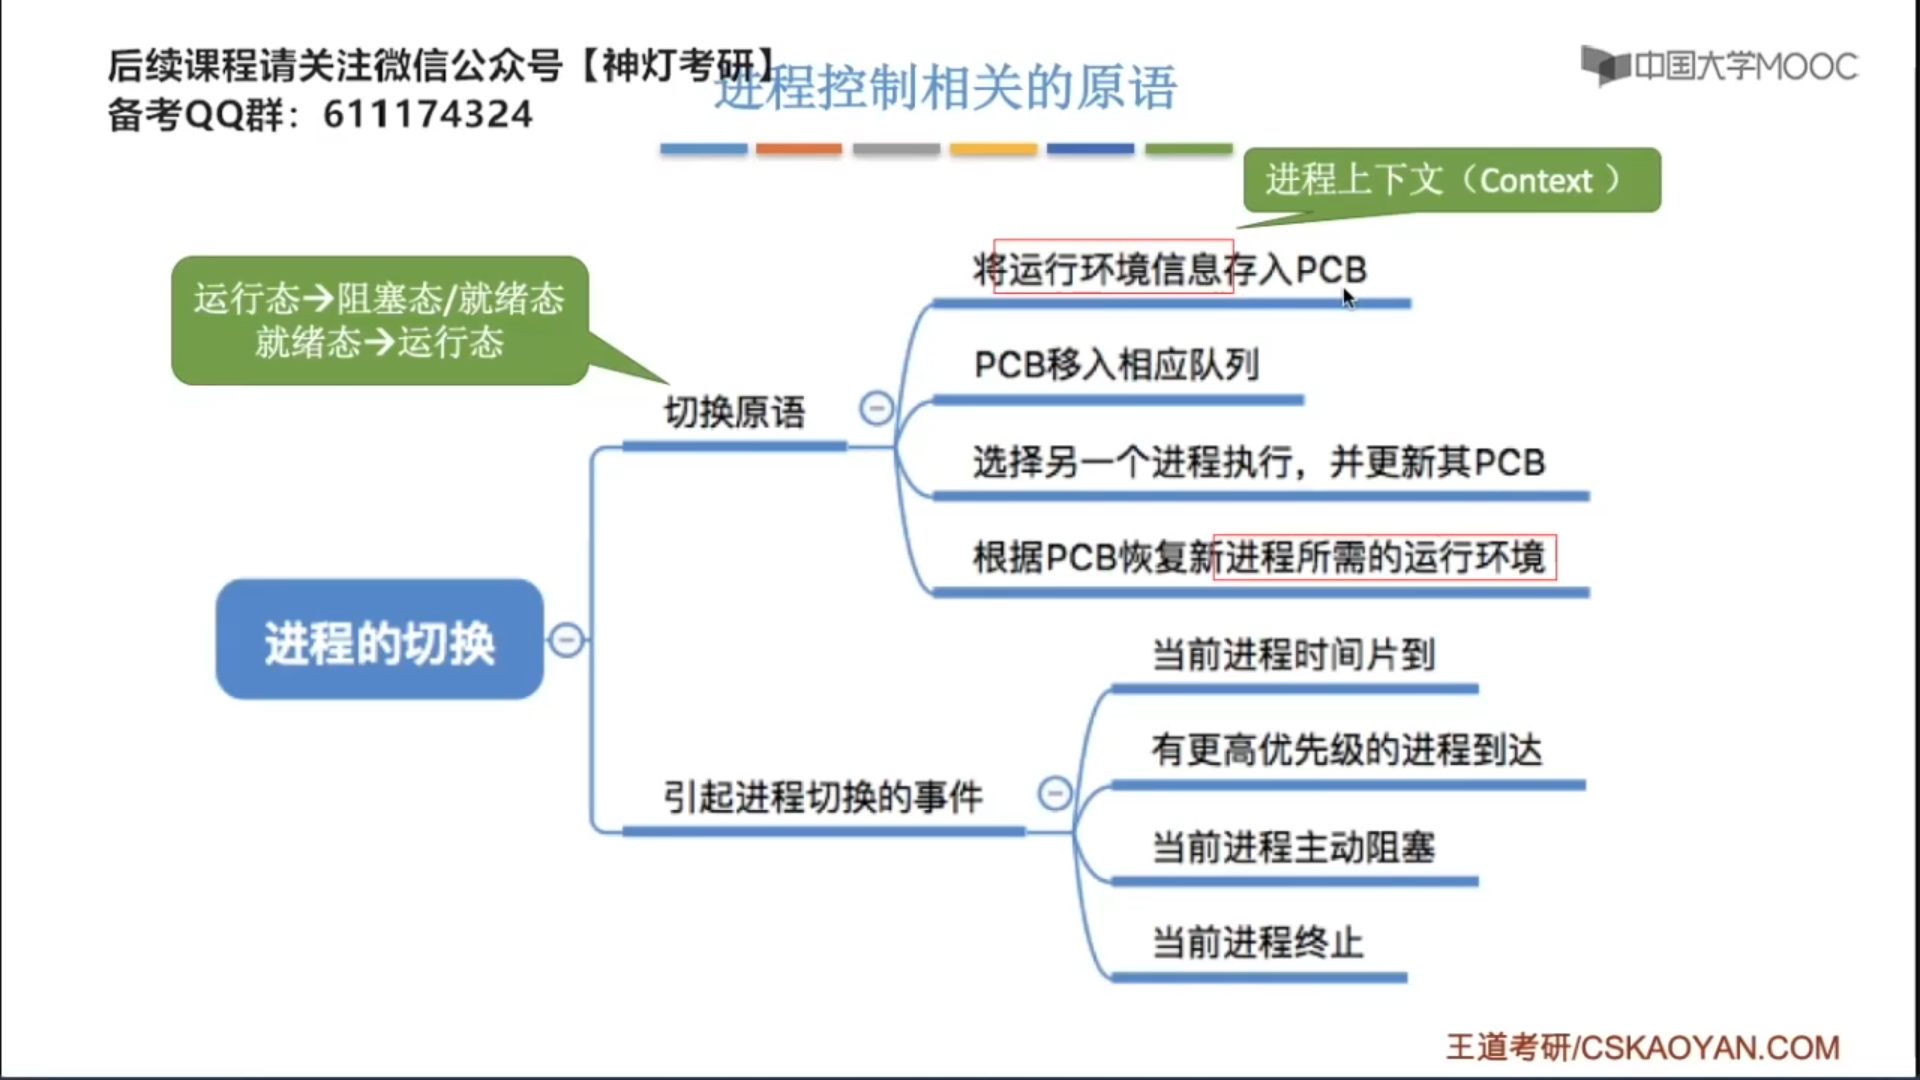 后续课程请关注微信公众号【神灯考研】
备考QQ群：611174324
进程控制相关的原语
中国大学MOOC
进程上下文（Context ）
运行态→阻塞态/就绪态
就绪态→运行态
将运行环境信息存入PCB
PCB移入相应队列
切换原语
选择另一个进程执行，并更新其PCB
根据PCB恢复新进程所需的运行环境
进程的切换
当前进程时间片到
有更高优先级的进程到达
引起进程切换的事件
当前进程主动阻塞
当前进程终止
王道考研/CSKAOYAN.COM